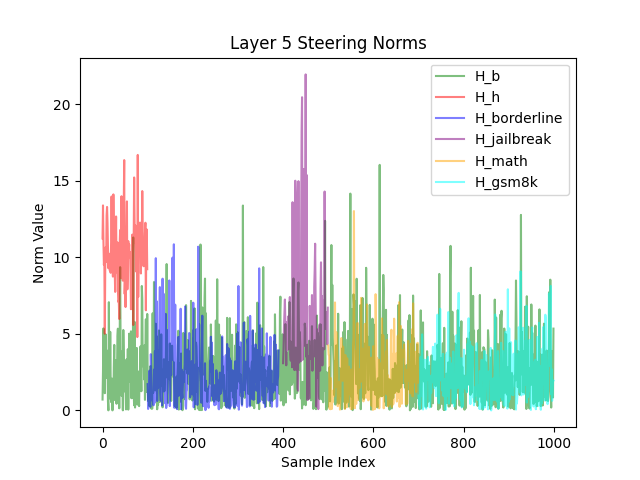 Layer 5 Steering Norms
H_b
H_h
H_borderline
H_jailbreak
H_math
H_gsm8k
Norm Value
20
15
10
5
0
0 200 400 600 800 1000
Sample Index